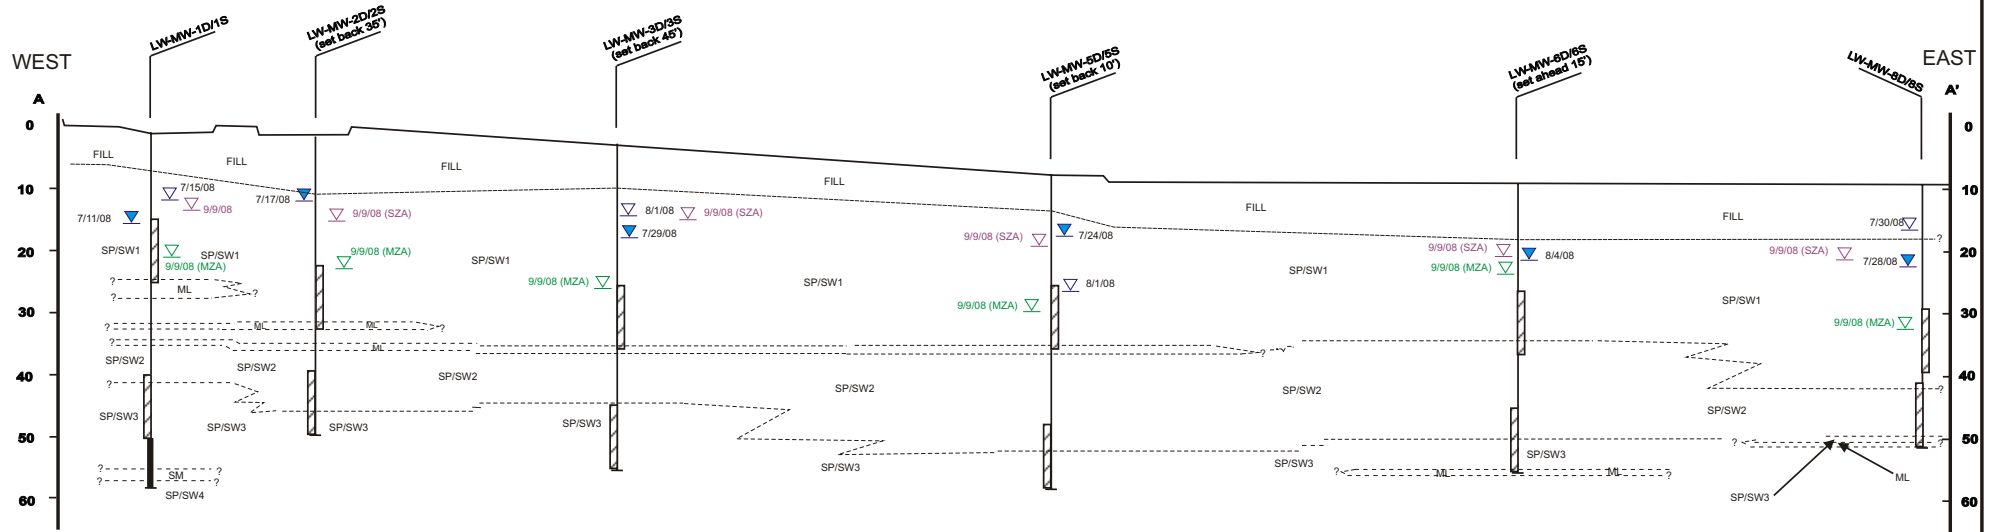 LW-MW-1D/1S
LW-MW-2D/2S
(set back 35')
LW-MW-3D/3S
(set back 45')
LW-MW-5D/5S
(set back 10')
LW-MW-6D/6S
(set ahead 15')
LW-MW-8D/8S
WEST
EAST
A
A'
0
0
FILL
FILL
FILL
FILL
FILL
FILL
10
10
7/15/08
9/9/08
7/11/08
7/17/08
9/9/08 (SZA)
8/1/08
9/9/08 (SZA)
7/29/08
9/9/08 (SZA)
7/24/08
9/9/08 (SZA)
8/4/08
7/30/08
9/9/08 (SZA)
7/28/08
?
20
20
SP/SW1
SP/SW1
9/9/08 (MZA)
9/9/08 (MZA)
SP/SW1
9/9/08 (MZA)
SP/SW1
9/9/08 (MZA)
8/1/08
SP/SW1
9/9/08 (MZA)
SP/SW1
9/9/08 (MZA)
?
ML
?
?
30
30
?
ML
ML
?
?
ML
?
SP/SW2
SP/SW2
SP/SW2
SP/SW2
SP/SW2
SP/SW2
40
40
?
?
SP/SW3
SP/SW3
SP/SW3
SP/SW3
SP/SW3
SP/SW3
SP/SW3
50
50
?
?
?
?
SM
?
?
SP/SW4
?
ML
ML
?
?
SP/SW3
ML
60
60